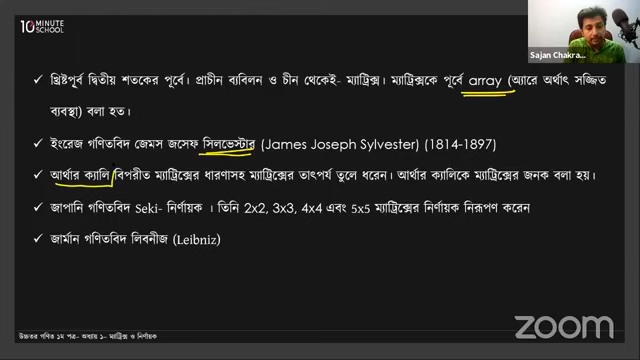 10 MINUTE SCHOOL
Sajan Chakra...
✓ খ্রিষ্টপূর্ব দ্বিতীয় শতকের পূর্বে। প্রাচীন ব্যবিলন ও চীন থেকেই- ম্যাট্রিক্স। ম্যাট্রিক্সকে পূর্বে array (অ্যারে অর্থাৎ সজ্জিত
ব্যবস্থা) বলা হত।
✓ ইংরেজ গণিতবিদ জেমস জসেফ সিলভেস্টার (James Joseph Sylvester) (1814-1897)
✓ আর্থার ক্যালি বিপরীত ম্যাট্রিক্সের ধারণাসহ ম্যাট্রিক্সের তাৎপর্য তুলে ধরেন। আর্থার ক্যালিকে ম্যাট্রিক্সের জনক বলা হয়।
✓ জাপানি গণিতবিদ Seki- নির্ণায়ক । তিনি 2x2, 3x3, 4x4 এবং 5x5 ম্যাট্রিক্সের নির্ণায়ক নিরূপণ করেন
✓ জার্মান গণিতবিদ লিবনীজ (Leibniz)
উচ্চতর গণিত ১ম পত্র- অধ্যায় ১- ম্যাট্রিক্স ও নির্ণায়ক
zoom